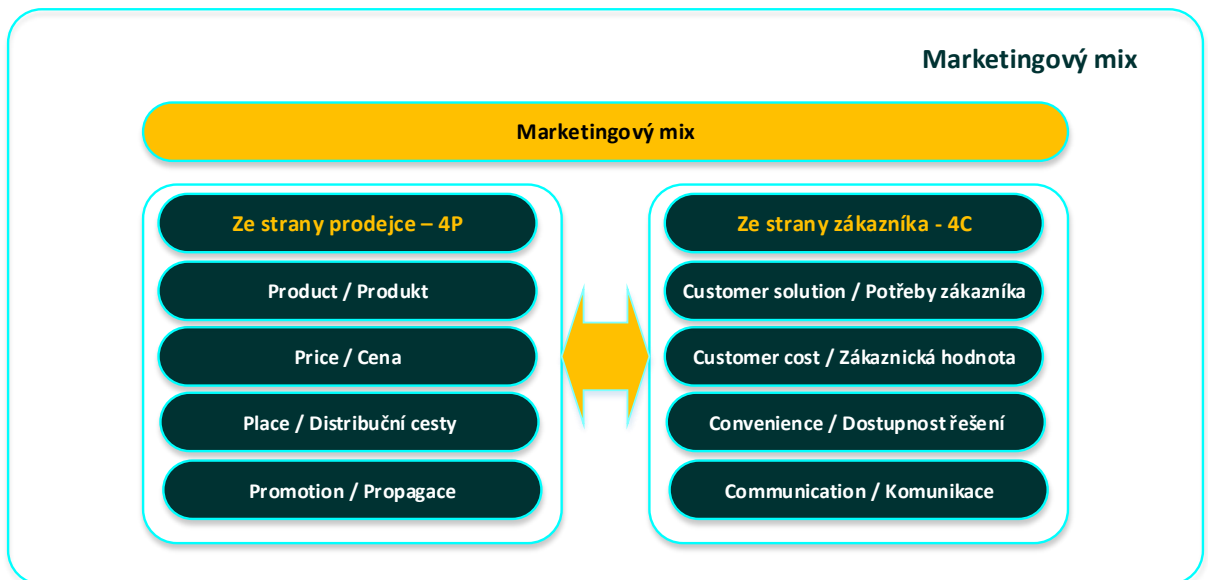 Marketingový mix
Marketingový mix
Ze strany prodejce – 4P
Product / Produkt
Price / Cena
Place / Distribuční cesty
Promotion / Propagace
Ze strany zákazníka - 4C
Customer solution / Potřeby zákazníka
Customer cost / Zákaznická hodnota
Convenience / Dostupnost řešení
Communication / Komunikace